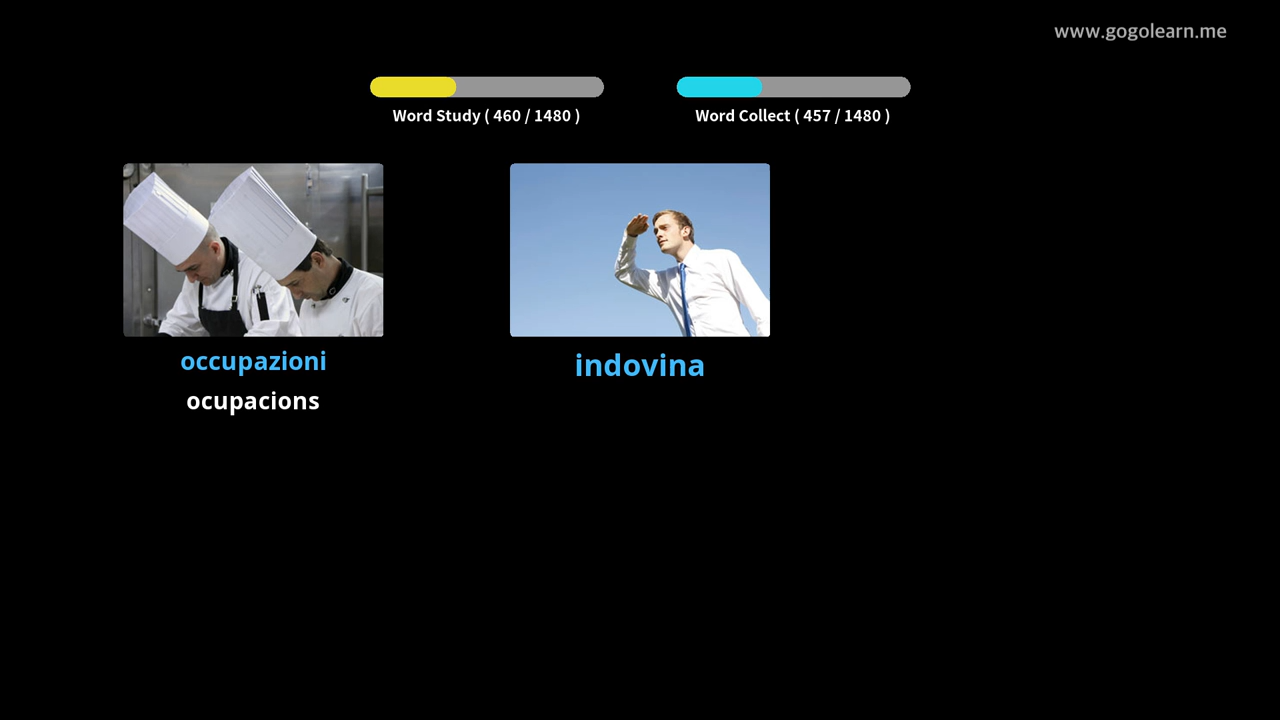 www.gogolearn.me
Word Study ( 460 / 1480 )
Word Collect ( 457 / 1480 )
occupazioni
ocupacions
indovina